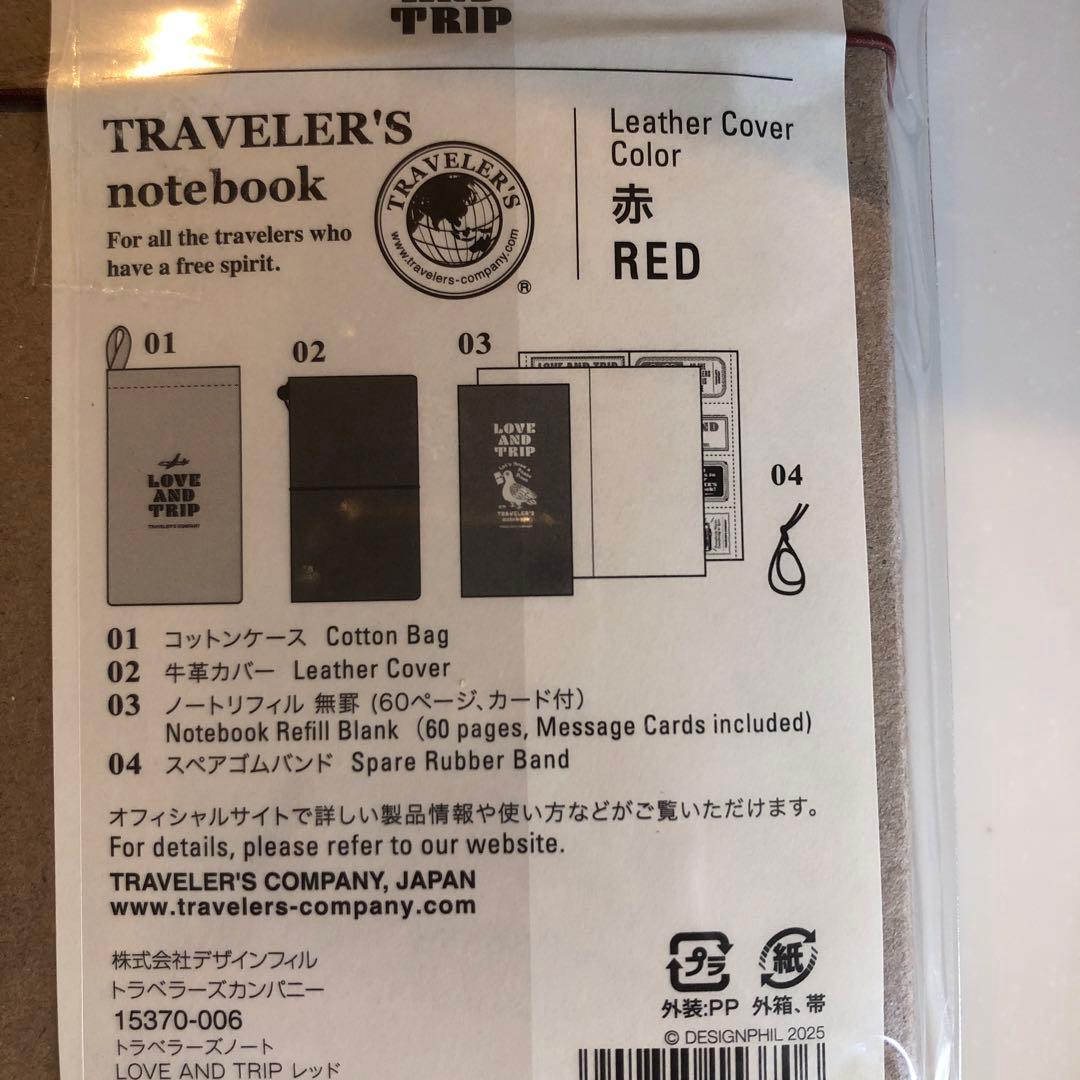 TRIP
TRAVELER'S
notebook
For all the travelers who
have a free spirit.
TRAVELER'S
www.travelers-company.com
®
Leather Cover
Color
赤
RED
01
02
03
04
LOVE
AND
TRIP
TRAVELER'S COMPANY
LOVE
AND
TRIP
TRAVELER'S
notebook
LOVE AND TRIP
01 コットンケース Cotton Bag
02 牛革カバー Leather Cover
03 ノートリフィル 無罫 (60ページ、カード付)
Notebook Refill Blank (60 pages, Message Cards included)
04 スペアゴムバンド Spare Rubber Band
オフィシャルサイトで詳しい製品情報や使い方などがご覧いただけます。
For details, please refer to our website.
TRAVELER'S COMPANY, JAPAN
www.travelers-company.com
株式会社デザインフィル
トラベラーズカンパニー
15370-006
トラベラーズノート
LOVE AND TRIP レッド
プラ
紙
外装:PP
外箱、帯
© DESIGNPHIL 2025